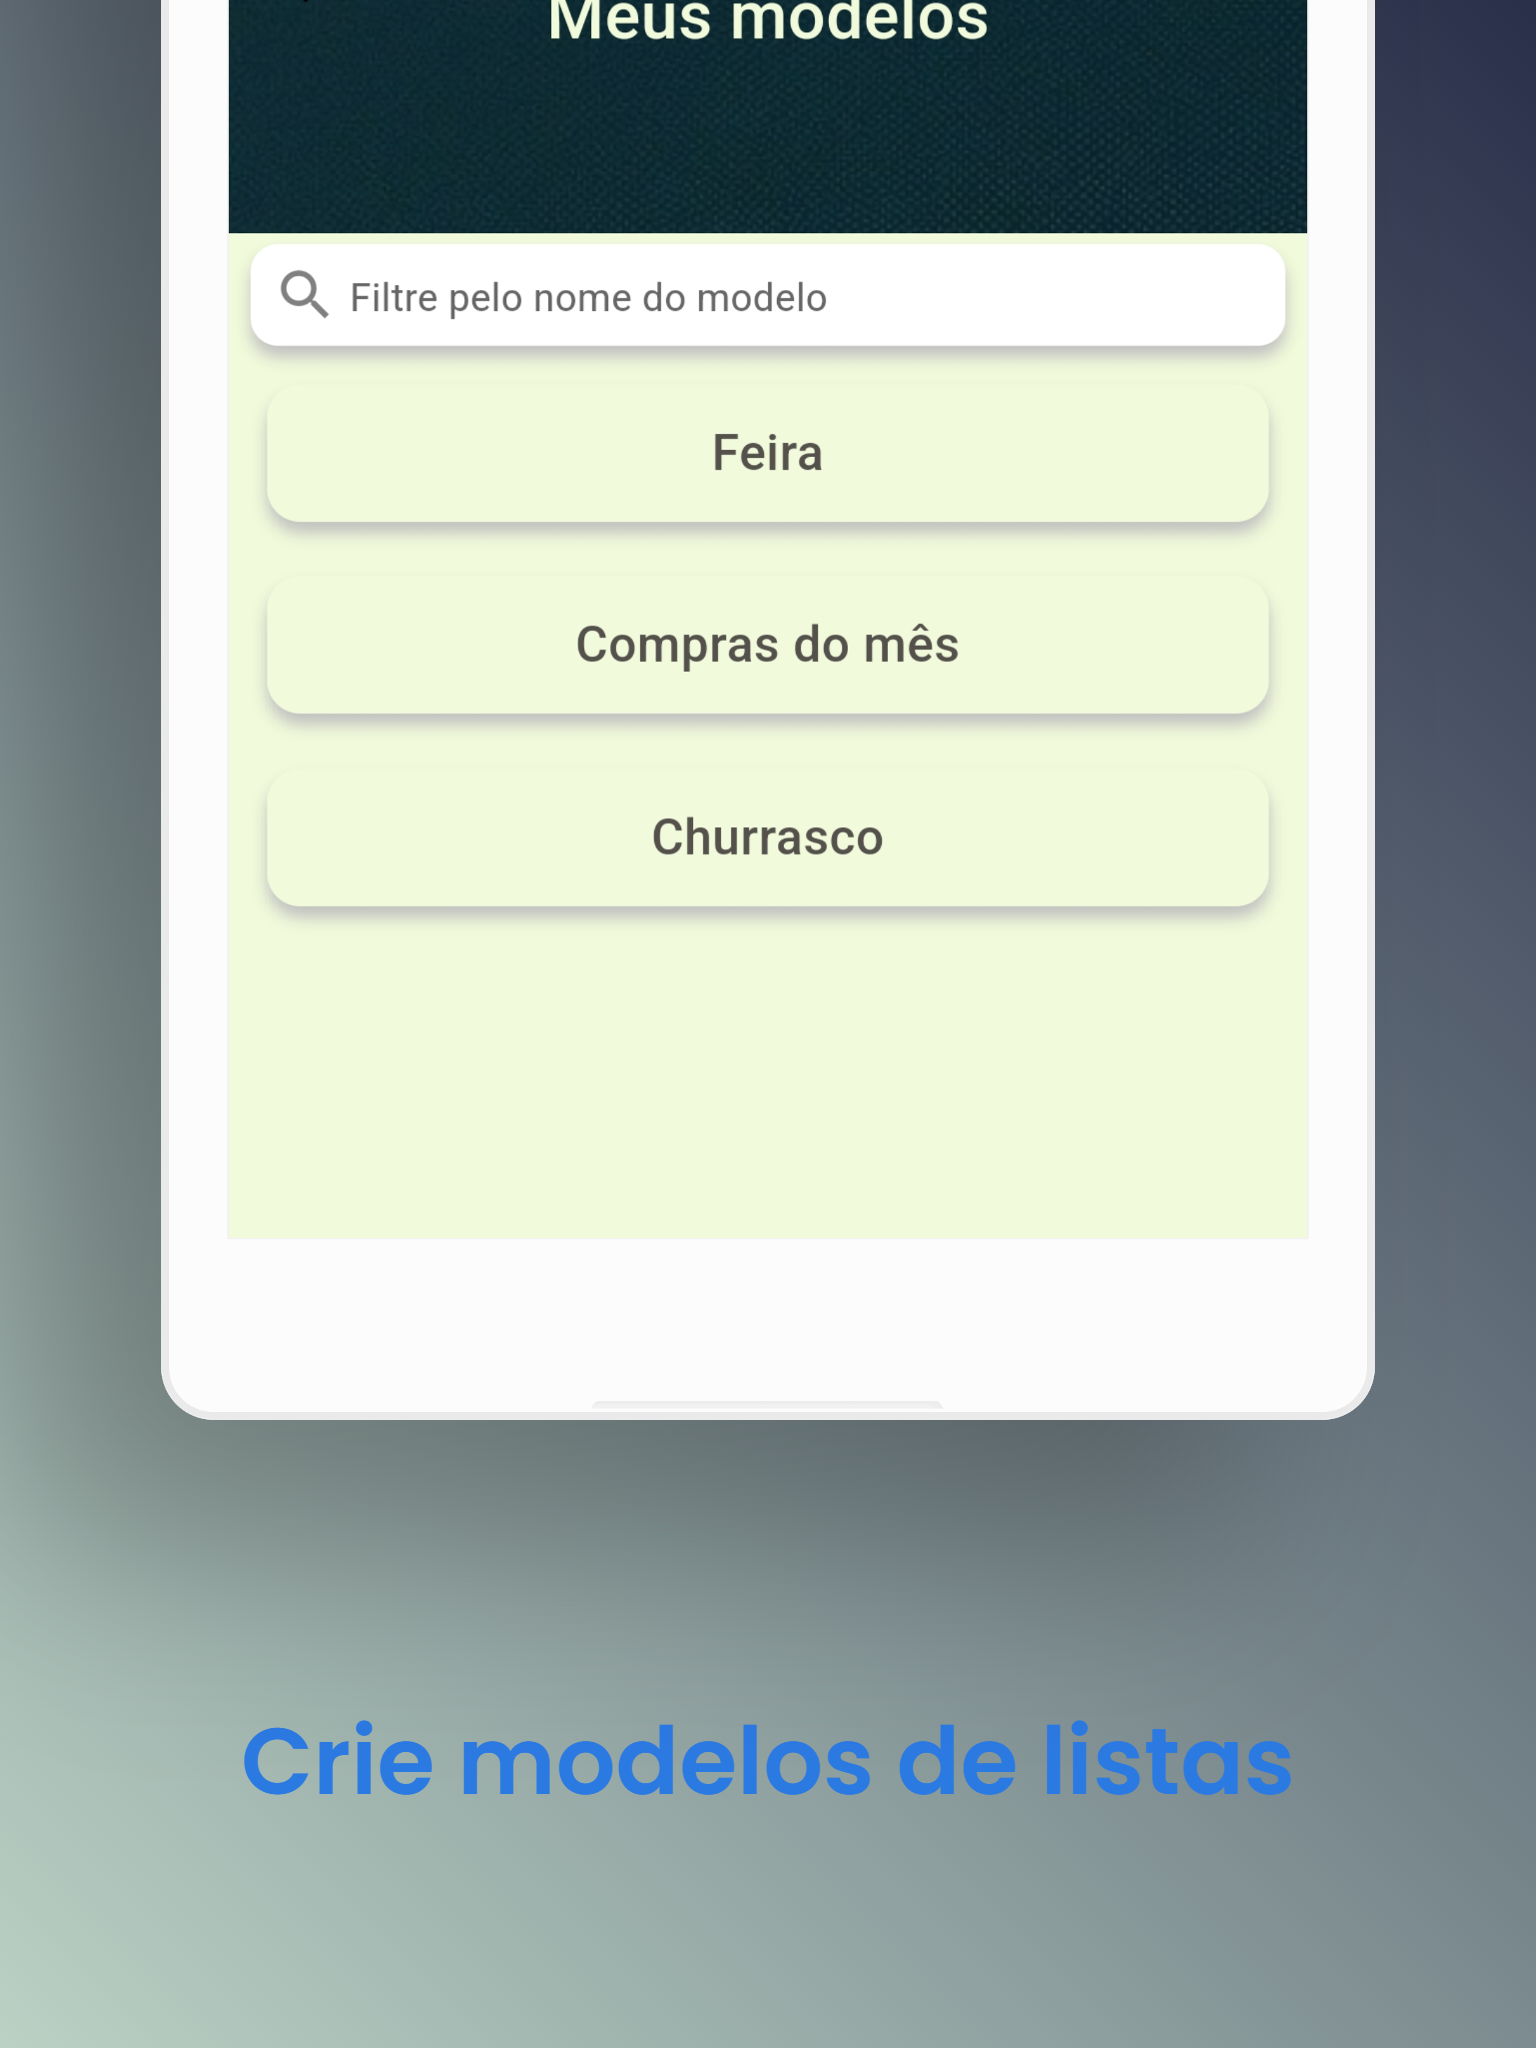 Meus modelos
Filtre pelo nome do modelo
Feira
Compras do mês
Churrasco
Crie modelos de listas